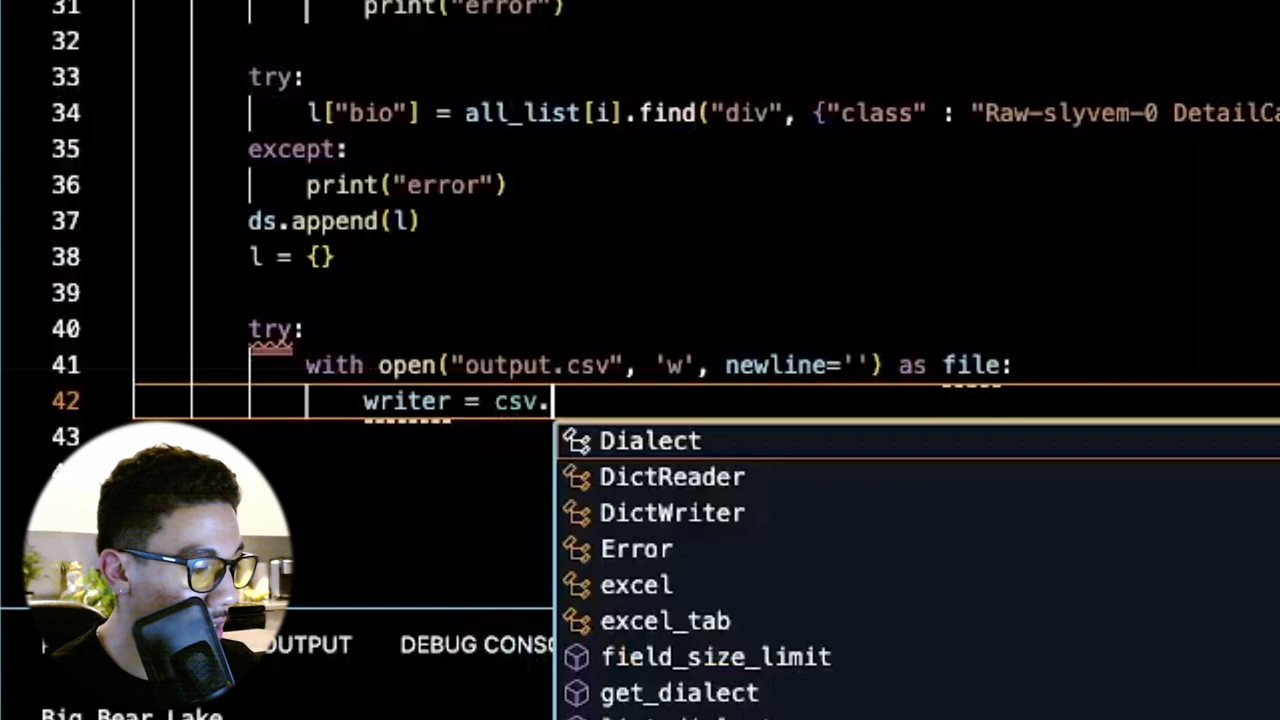 31 print("error")
32
33 try:
34 l["bio"] = all_list[i].find("div", {"class" : "Raw-slyvem-0 DetailCa
35 except:
36 print("error")
37 ds.append(l)
38 l = {}
39
40 try:
41 with open("output.csv", 'w', newline='') as file:
42 writer = csv.
43
Dialect
DictReader
DictWriter
Error
excel
excel_tab
field_size_limit
get_dialect
OUTPUT DEBUG CONSO
Big Bear Lake